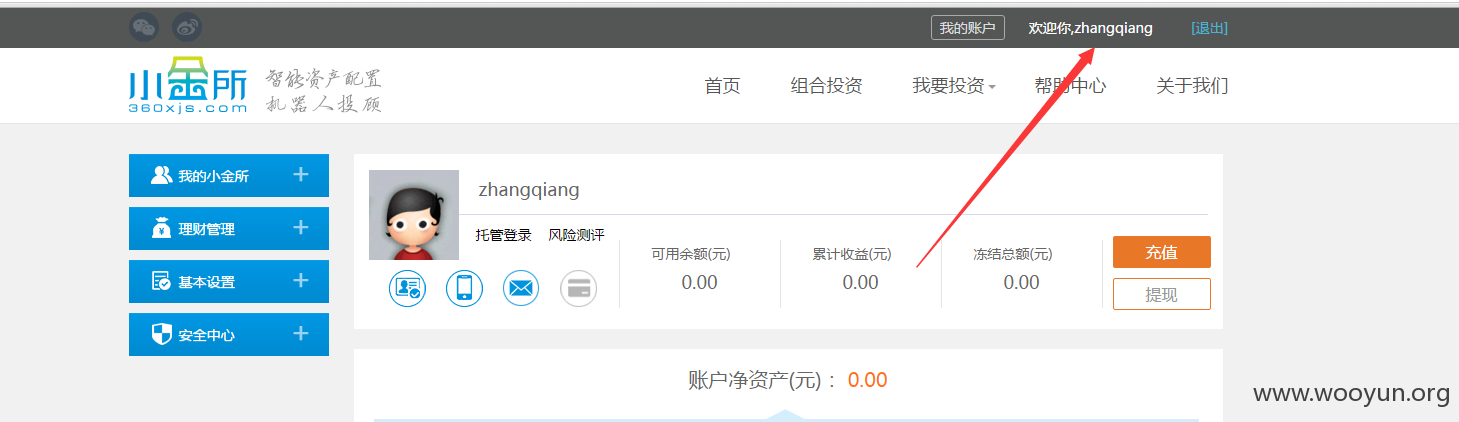 我的账户 欢迎你,zhangqiang [退出]
小金所 智能资产配置
360xjs.com 机器人投顾
首页 组合投资 我要投资 帮助中心 关于我们
我的小金所 +
理财管理 +
基本设置 +
安全中心 +
zhangqiang
托管登录 风险测评
可用余额(元) 累计收益(元) 冻结总额(元)
0.00 0.00 0.00
充值
提现
账户净资产(元) : 0.00
www.wooyun.org